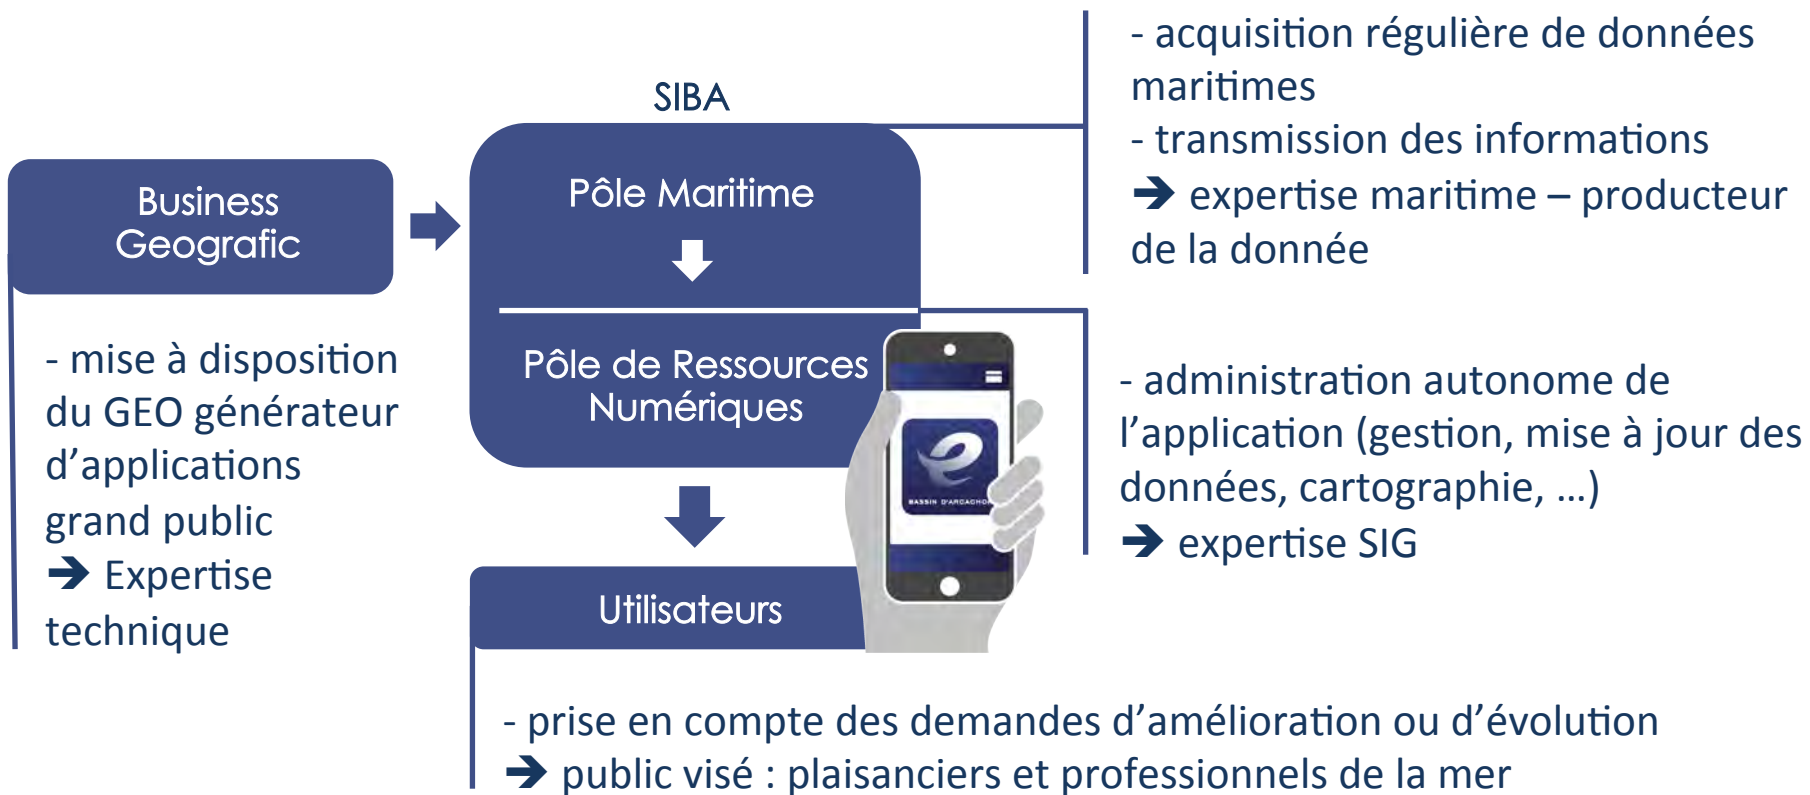 SIBA
Business
Geografic
- mise à disposition
du GEO générateur
d’applications
grand public
➔ Expertise
technique
Pôle Maritime
Pôle de Ressources
Numériques
- acquisition régulière de données
maritimes
- transmission des informations
➔ expertise maritime – producteur
de la donnée
- administration autonome de
l’application (gestion, mise à jour des
données, cartographie, ...)
➔ expertise SIG
BASSIN D'ARCACHON
Utilisateurs
- prise en compte des demandes d’amélioration ou d’évolution
➔ public visé : plaisanciers et professionnels de la mer